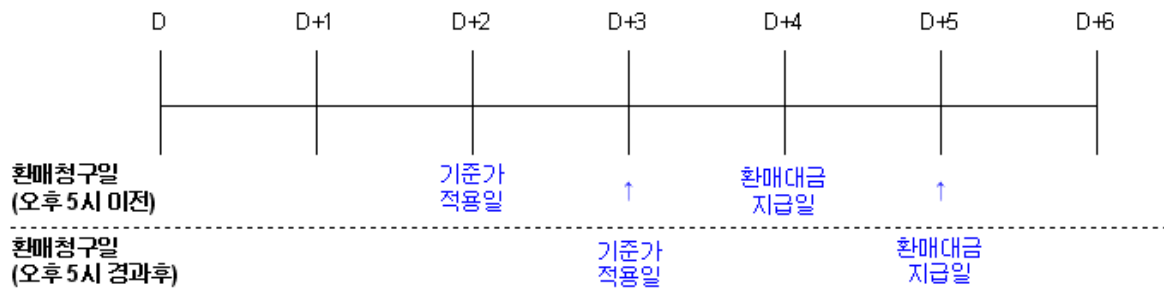 D D+1 D+2 D+3 D+4 D+5 D+6
환매청구일 기준가 환매대금
(오후 5시 이전) 적용일 ↑ 지급일 ↑
환매청구일 기준가 환매대금
(오후 5시 경과후) 적용일 지급일